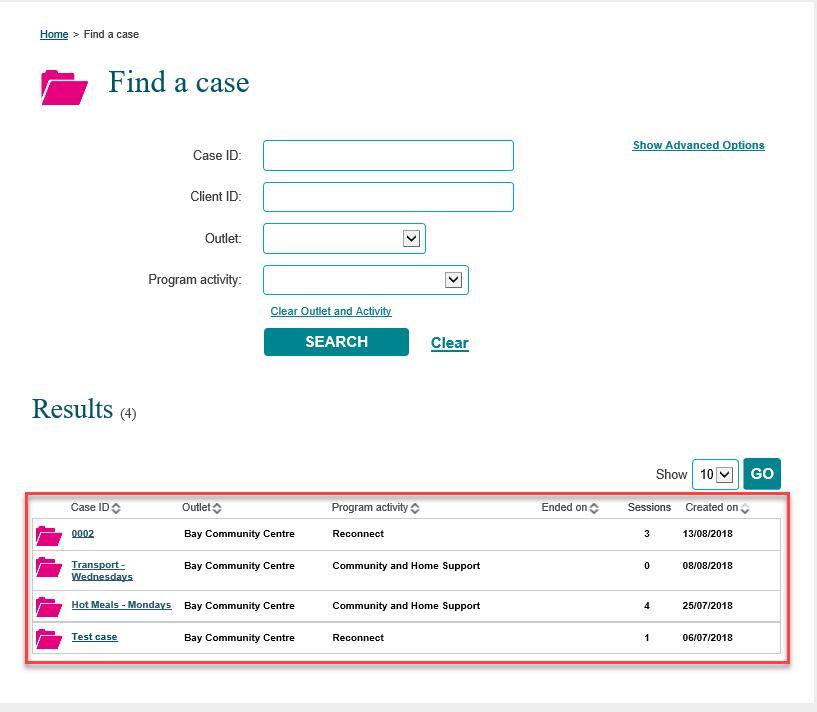 Home > Find a case
Find a case
Case ID:
Show Advanced Options
Client ID:
Outlet:
Program activity:
Clear Outlet and Activity
SEARCH Clear
Results (4)
Show 10 GO
Case ID Outlet Program activity Ended on Sessions Created on
0002 Bay Community Centre Reconnect 3 13/08/2018
Transport - Bay Community Centre Community and Home Support 0 08/08/2018
Wednesdays
Hot Meals - Mondays Bay Community Centre Community and Home Support 4 25/07/2018
Test case Bay Community Centre Reconnect 1 06/07/2018